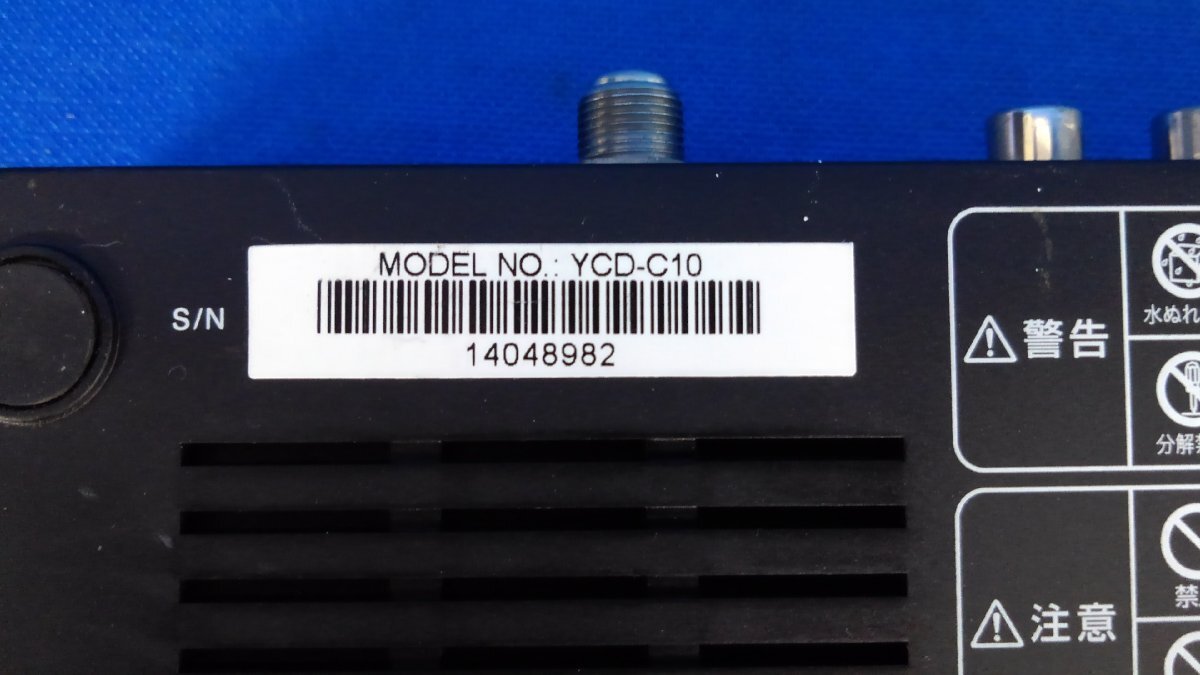 MODEL NO.: YCD-C10
S/N
14048982
警告
水ぬれ
分解禁
注意
禁